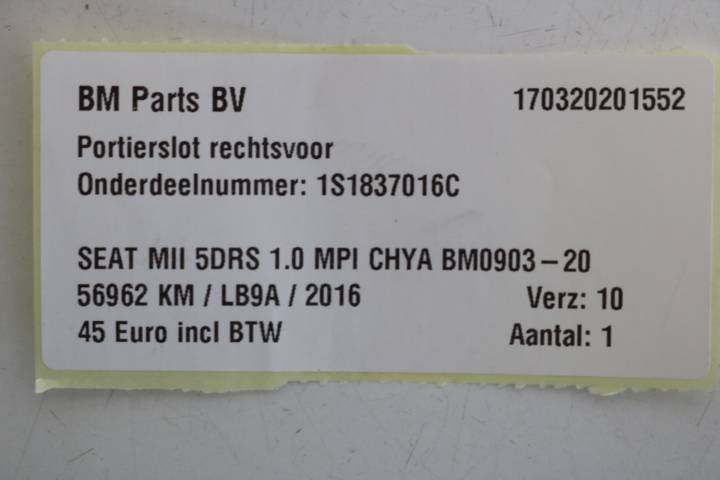 BM Parts BV 170320201552
Portierslot rechtsvoor
Onderdeelnummer: 1S1837016C
SEAT MII 5DRS 1.0 MPI CHYA BM0903-20
56962 KM / LB9A / 2016 Verz: 10
45 Euro incl BTW Aantal: 1